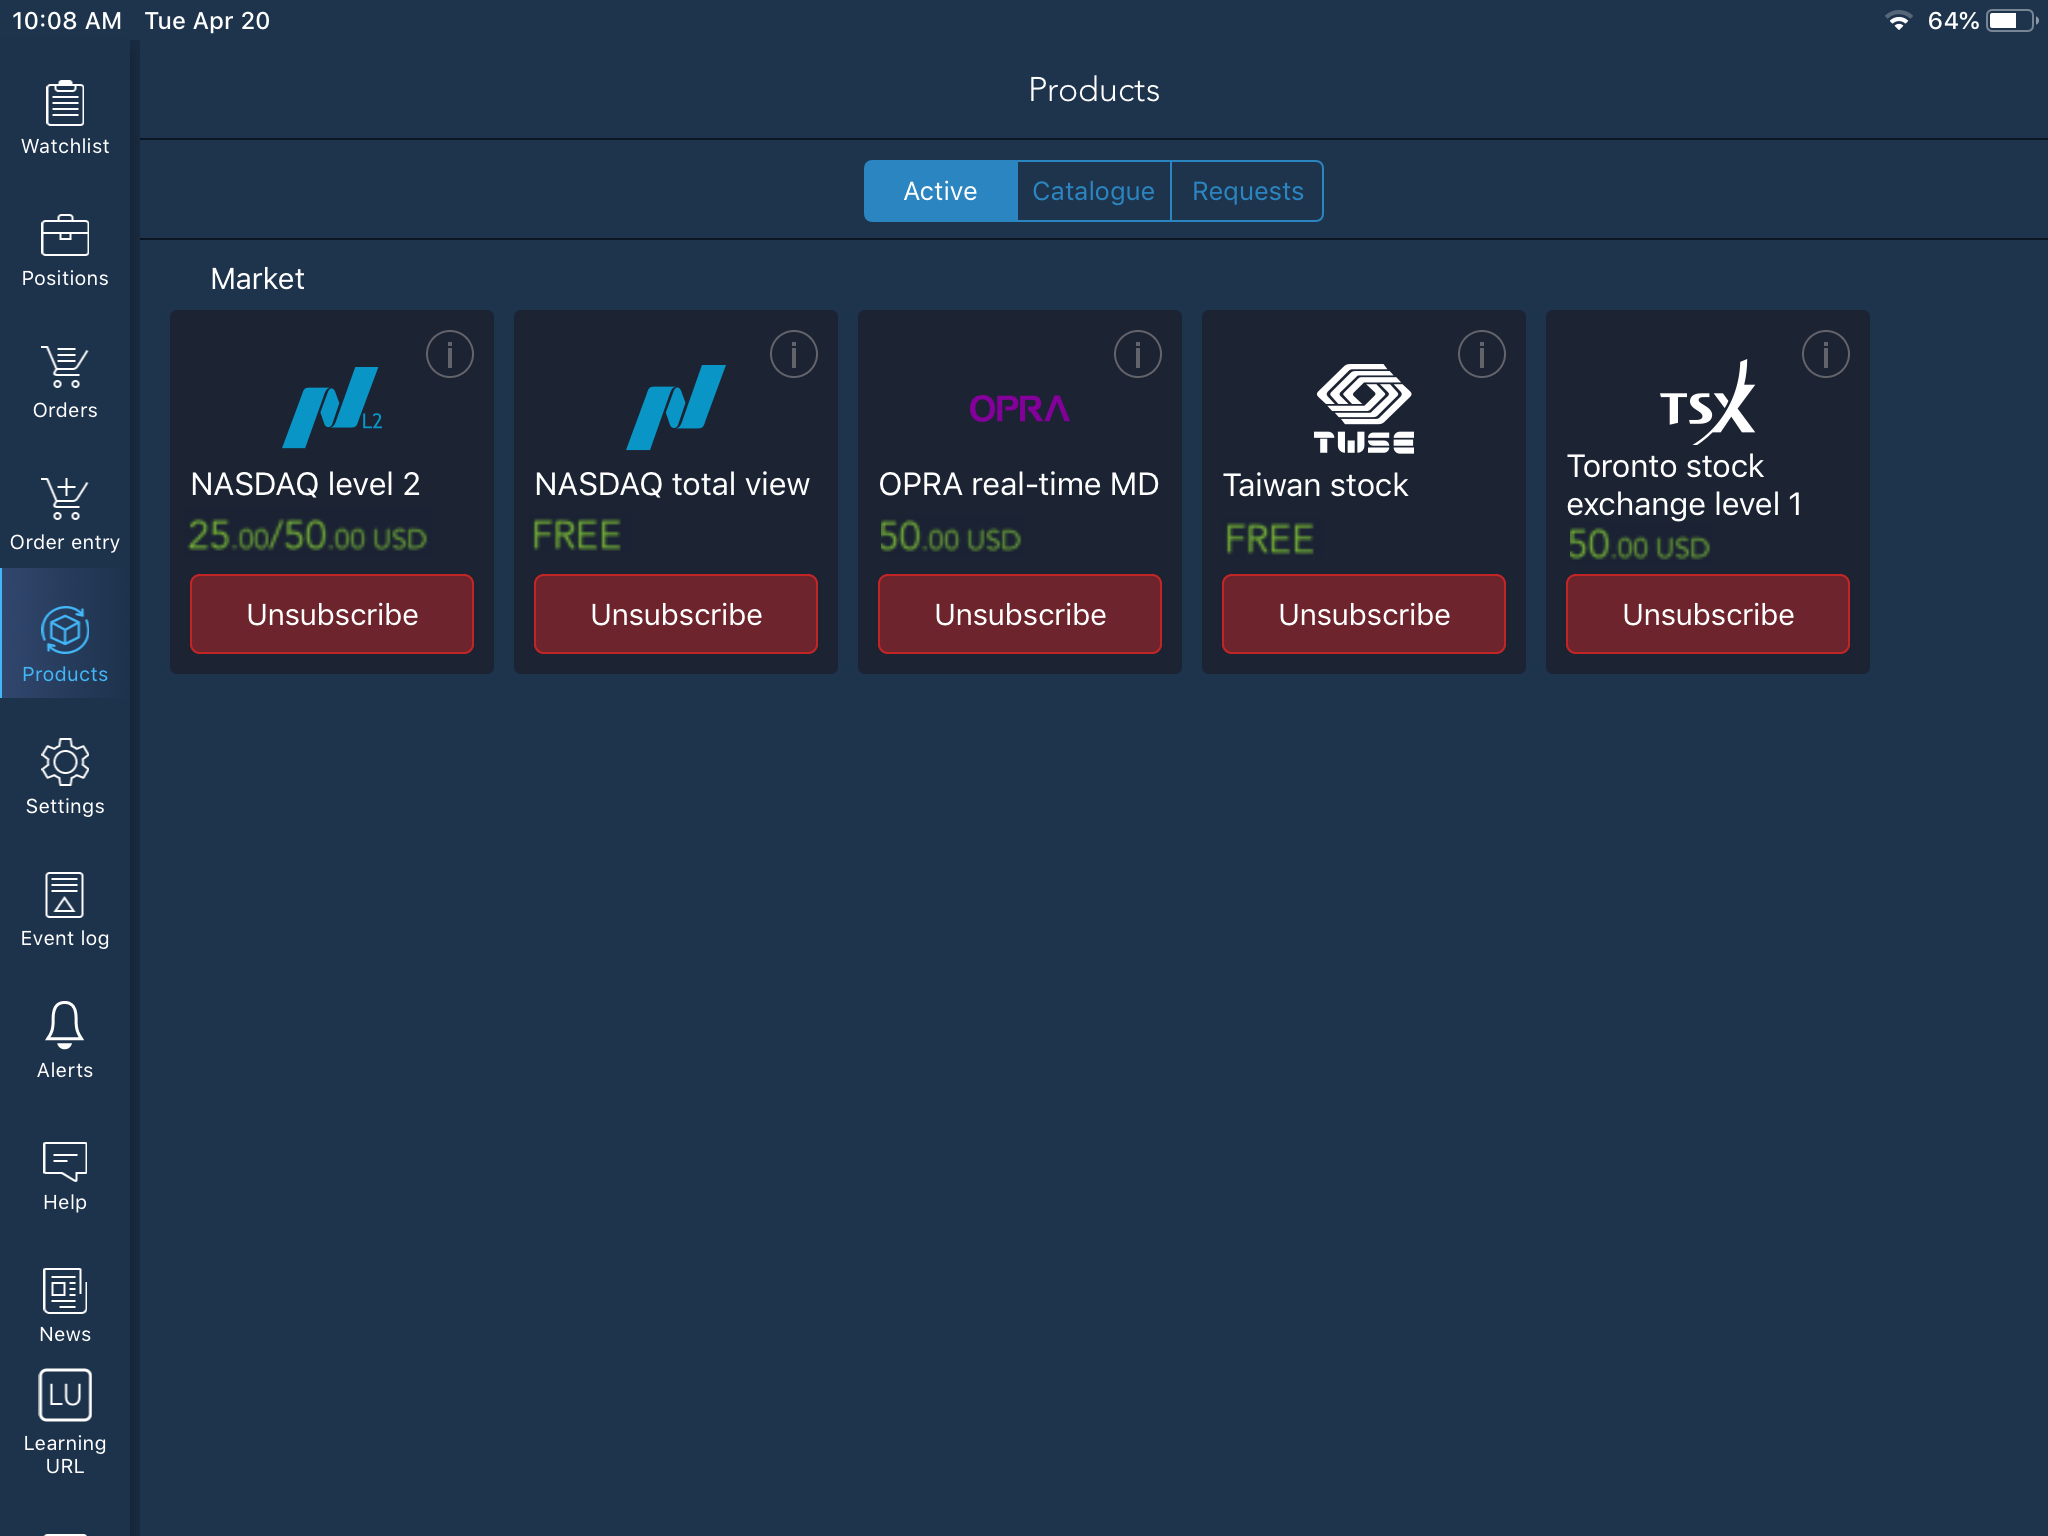 10:08 AM Tue Apr 20
64%
Products
Active Catalogue Requests
Watchlist
Positions
Orders
Order entry
Products
Settings
Event log
Alerts
Help
News
LU
Learning
URL
Market
L2
NASDAQ level 2
25.00/50.00 USD
Unsubscribe
NASDAQ total view
FREE
Unsubscribe
OPRA
OPRA real-time MD
50.00 USD
Unsubscribe
TWSE
Taiwan stock
FREE
Unsubscribe
TSX
Toronto stock
exchange level 1
50.00 USD
Unsubscribe